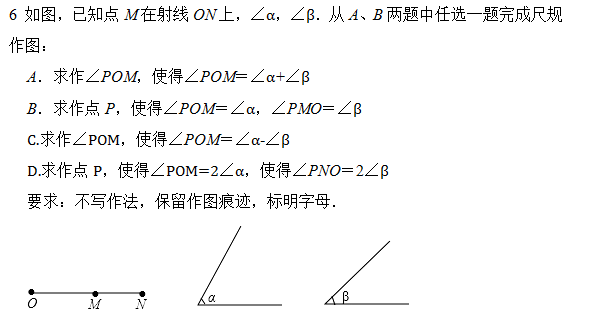 6 如图，已知点 M 在射线 ON 上，∠α，∠β．从 A、B 两题中任选一题完成尺规
作图：
A．求作∠POM，使得∠POM=∠α+∠β
B．求作点 P，使得∠POM=∠α，∠PMO=∠β
C.求作∠POM，使得∠POM=∠α-∠β
D.求作点 P，使得∠POM=2∠α，使得∠PNO=2∠β
要求：不写作法，保留作图痕迹，标明字母．
O M N α β